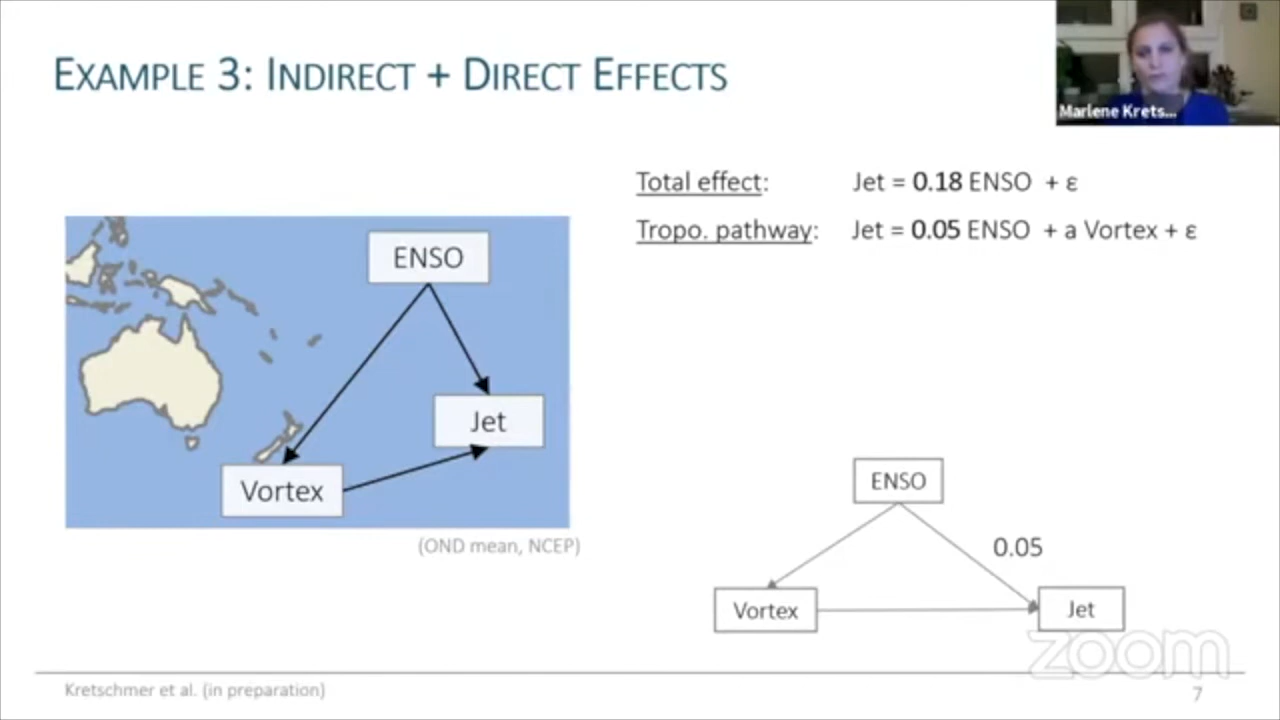 EXAMPLE 3: INDIRECT + DIRECT EFFECTS
Marlene Krets...
Total effect: Jet = 0.18 ENSO + ε
Tropo. pathway: Jet = 0.05 ENSO + a Vortex + ε
ENSO
Jet
Vortex
(OND mean, NCEP)
ENSO
0.05
Vortex
Jet
zoom
Kretschmer et al. (in preparation)
7